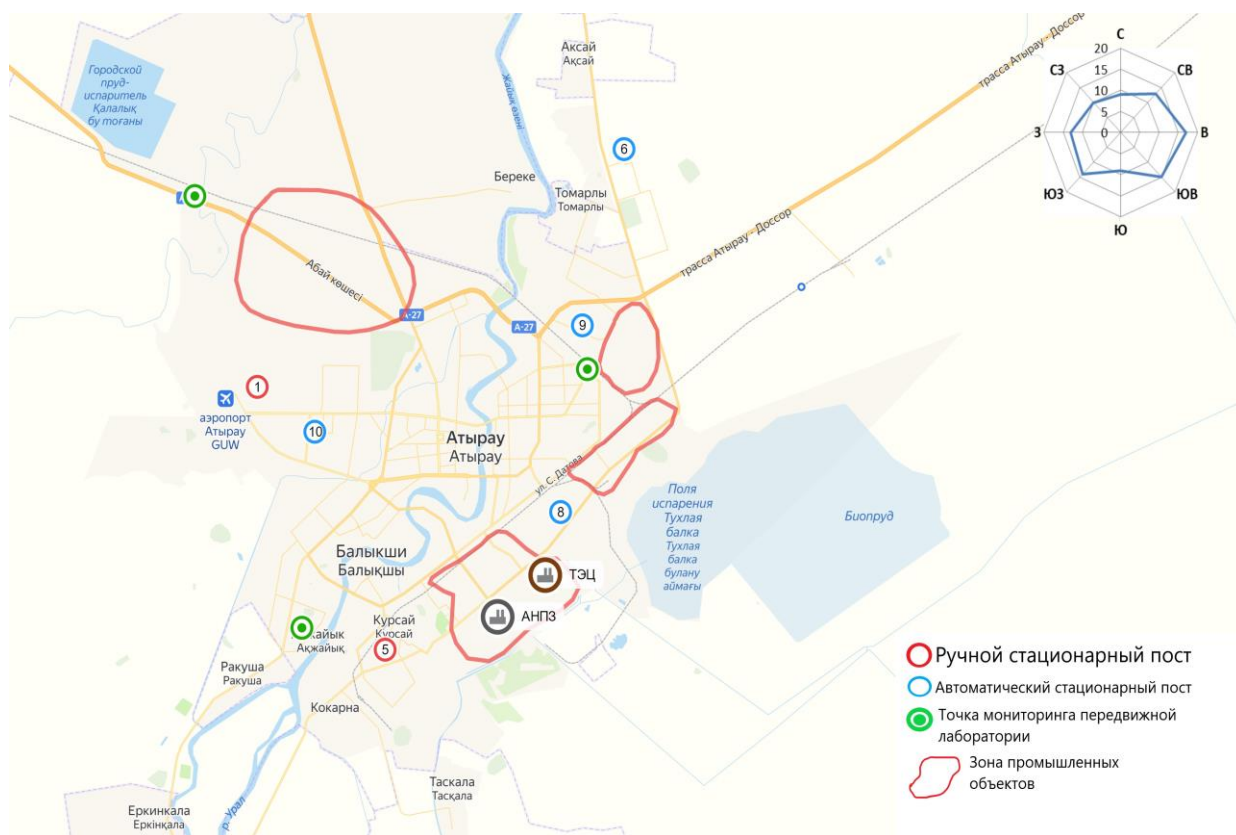 Аксай
Ақсай
Городской
пруд-
испаритель
Қалалық
бу тоғаны
Жайық өзені
трасса Атырау - Доссор
С
20
СЗ
15
СВ
10
5
З
0
В
ЮЗ
ЮВ
Ю
6
Береке
Томарлы
Томарлы
трасса Атырау - Доссор
Абай көшесі
А-27
А-27
9
1
аэропорт
Атырау
GUW
10
Атырау
Атырау
ул. С. Датова
8
Поля
испарения
Тухлая
балка
Тухлая
балка
булану
аймағы
Биопруд
Балыкши
Балықшы
ТЭЦ
АНПЗ
Курсай
Курсай
5
Ақжайық
Ракуша
Ракуша
Кокарна
Таскала
Тасқала
Еркинкала
Еркінқала
р. Урал
Ручной стационарный пост
Автоматический стационарный пост
Точка мониторинга передвижной
лаборатории
Зона промышленных
объектов